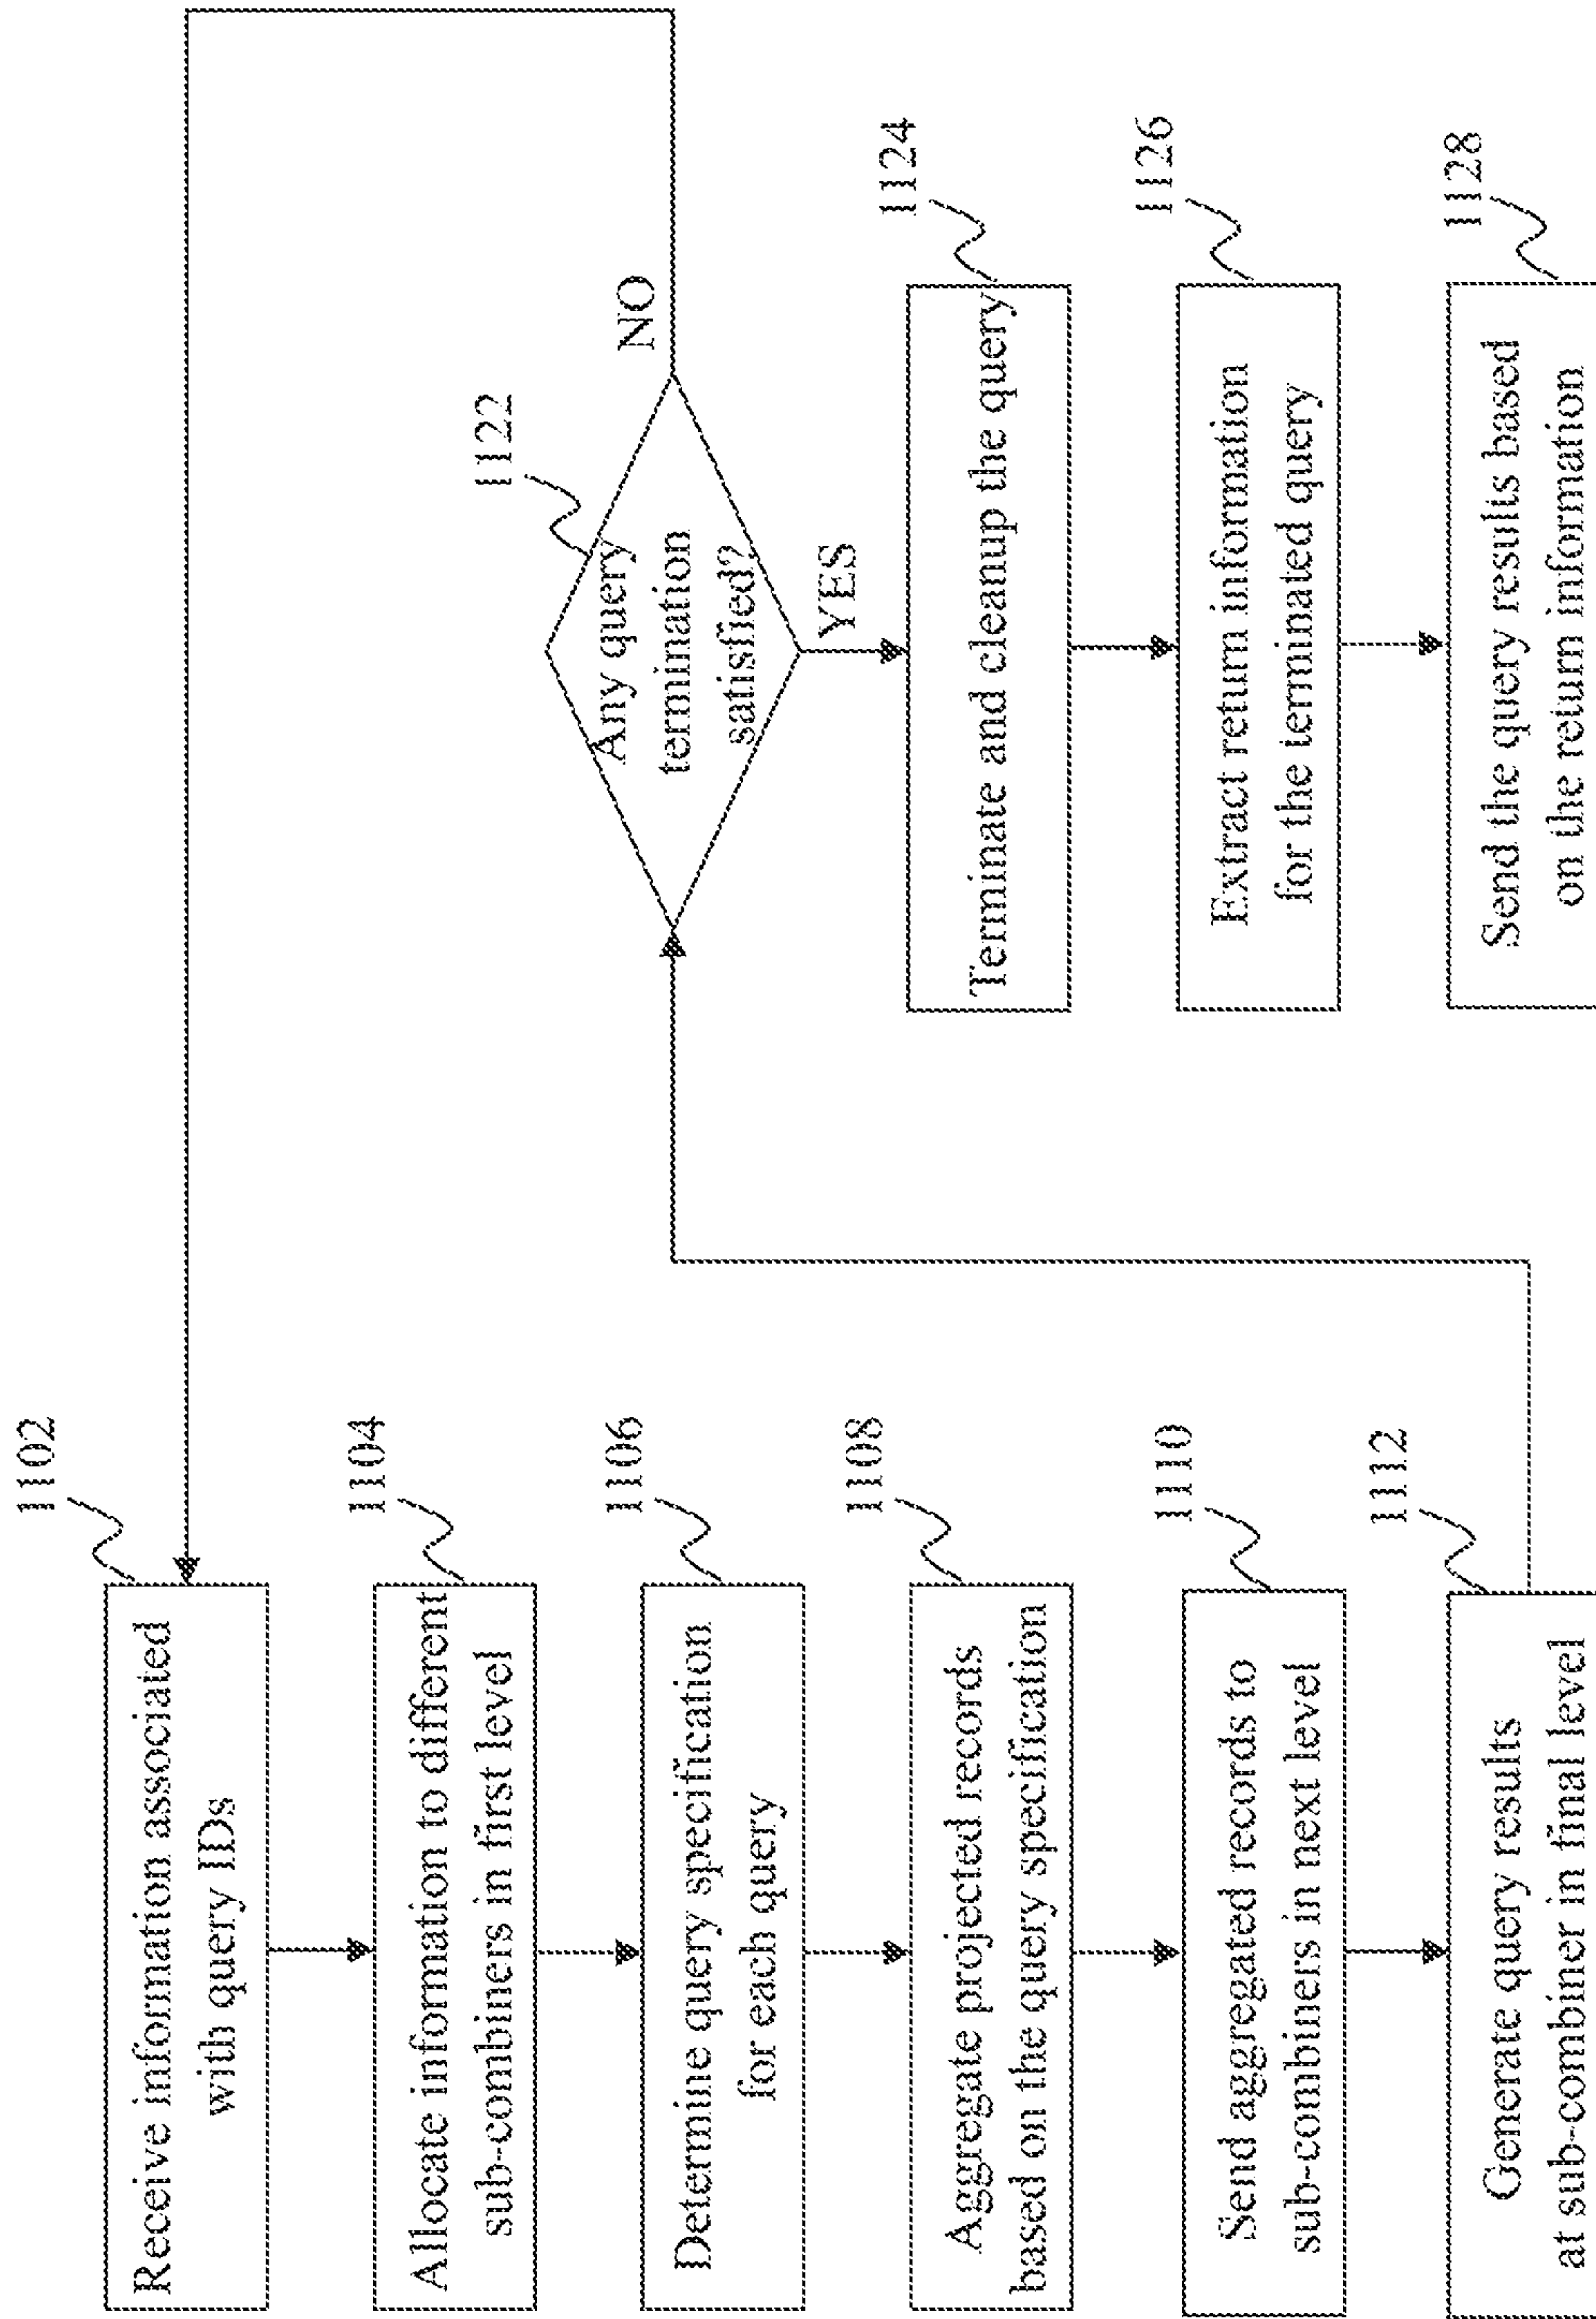 1102
Receive information associated
with query IDs
1104
Allocate information to different
sub-combiners in first level
1106
Determine query specification
for each query
1108
Aggregate projected records
based on the query specification
1110
Send aggregated records to
sub-combiners in next level
1112
Generate query results
at sub-combiner in final level
1122
Any query
termination
satisfied?
NO
YES
1124
Terminate and cleanup the query
1126
Extract return information
for the terminated query
1128
Send the query results based
on the return information